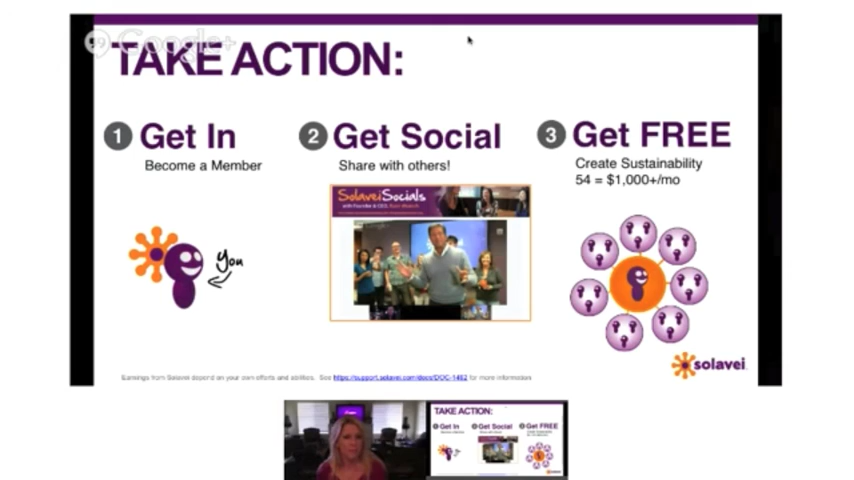 Google+
TAKE ACTION:
1 Get In
Become a Member
2 Get Social
Share with others!
3 Get FREE
Create Sustainability
54 = $1,000+/mo
SolaveiSocials
You
solavei
Earnings from Solavei depend on your own efforts and abilities. See https://support.solavei.com/docs/DOC-1462 for more information
TAKE ACTION:
Get In
Get Social
Get FREE